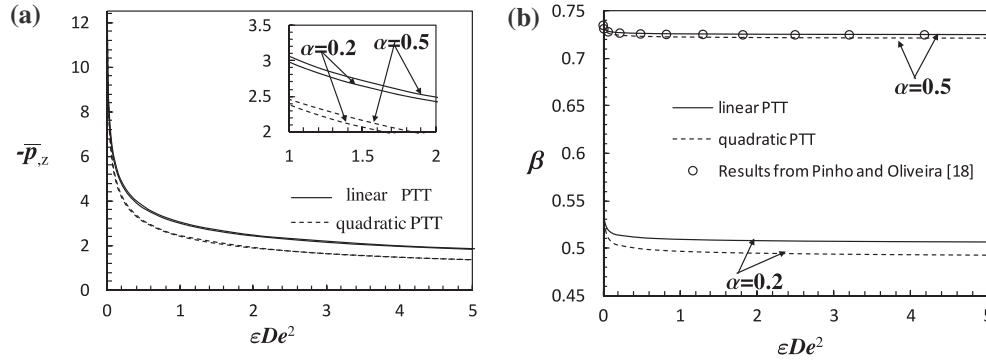 (a)
12
10
8
6
4
2
0
-p̅,z
0
1
2
3
4
5
εDe²
3.5
3
2.5
2
1
1.5
2
α=0.2
α=0.5
linear PTT
quadratic PTT
(b)
0.75
0.7
0.65
0.6
0.55
0.5
0.45
β
0
1
2
3
4
5
εDe²
α=0.5
linear PTT
quadratic PTT
Results from Pinho and Oliveira [18]
α=0.2